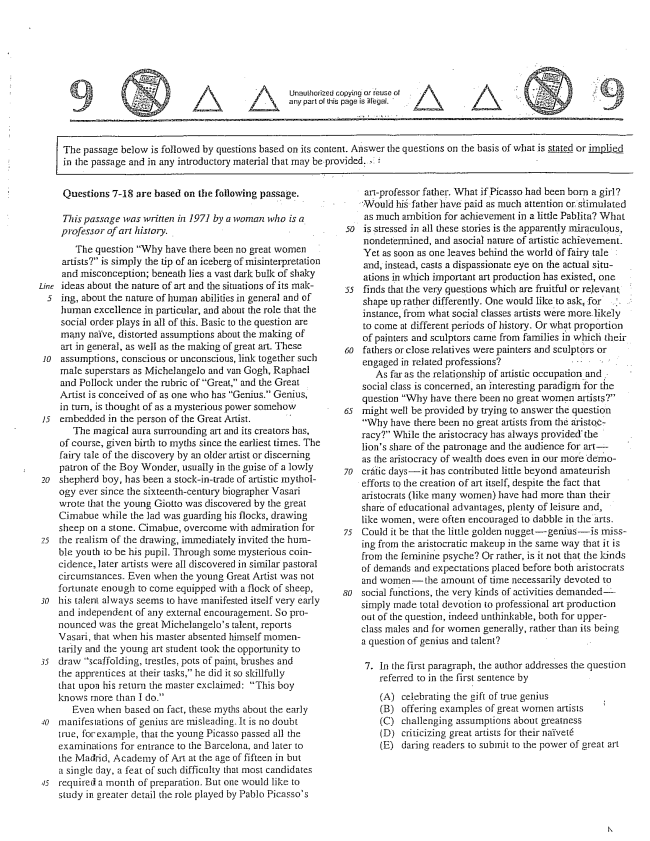 9
Unauthorized copying or reuse of
any part of this page is illegal.
9
The passage below is followed by questions based on its content. Answer the questions on the basis of what is stated or implied
in the passage and in any introductory material that may be provided.
Questions 7-18 are based on the following passage.
This passage was written in 1971 by a woman who is a
professor of art history.
The question “Why have there been no great women
artists?” is simply the tip of an iceberg of misinterpretation
and misconception; beneath lies a vast dark bulk of shaky
Line ideas about the nature of art and the situations of its mak-
5 ing, about the nature of human abilities in general and of
human excellence in particular, and about the role that the
social order plays in all of this. Basic to the question are
many naïve, distorted assumptions about the making of
art in general, as well as the making of great art. These
10 assumptions, conscious or unconscious, link together such
male superstars as Michelangelo and van Gogh, Raphael
and Pollock under the rubric of “Great,” and the Great
Artist is conceived of as one who has “Genius.” Genius,
in turn, is thought of as a mysterious power somehow
15 embedded in the person of the Great Artist.
The magical aura surrounding art and its creators has,
of course, given birth to myths since the earliest times. The
fairy tale of the discovery by an older artist or discerning
patron of the Boy Wonder, usually in the guise of a lowly
20 shepherd boy, has been a stock-in-trade of artistic mythol-
ogy ever since the sixteenth-century biographer Vasari
wrote that the young Giotto was discovered by the great
Cimabue while the lad was guarding his flocks, drawing
sheep on a stone. Cimabue, overcome with admiration for
25 the realism of the drawing, immediately invited the hum-
ble youth to be his pupil. Through some mysterious coin-
cidence, later artists were all discovered in similar pastoral
circumstances. Even when the young Great Artist was not
fortunate enough to come equipped with a flock of sheep,
30 his talent always seems to have manifested itself very early
and independent of any external encouragement. So pro-
nounced was the great Michelangelo’s talent, reports
Vasari, that when his master absented himself momen-
tarily and the young art student took the opportunity to
35 draw “scaffolding, trestles, pots of paint, brushes and
the apprentices at their tasks,” he did it so skillfully
that upon his return the master exclaimed: “This boy
knows more than I do.”
Even when based on fact, these myths about the early
40 manifestations of genius are misleading. It is no doubt
true, for example, that the young Picasso passed all the
examinations for entrance to the Barcelona, and later to
the Madrid, Academy of Art at the age of fifteen in but
a single day, a feat of such difficulty that most candidates
45 required a month of preparation. But one would like to
study in greater detail the role played by Pablo Picasso’s
art-professor father. What if Picasso had been born a girl?
Would his father have paid as much attention or stimulated
as much ambition for achievement in a little Pablita? What
50 is stressed in all these stories is the apparently miraculous,
nondetermined, and asocial nature of artistic achievement.
Yet as soon as one leaves behind the world of fairy tale
and, instead, casts a dispassionate eye on the actual situ-
ations in which important art production has existed, one
55 finds that the very questions which are fruitful or relevant
shape up rather differently. One would like to ask, for
instance, from what social classes artists were more likely
to come at different periods of history. Or what proportion
of painters and sculptors came from families in which their
60 fathers or close relatives were painters and sculptors or
engaged in related professions?
As far as the relationship of artistic occupation and
social class is concerned, an interesting paradigm for the
question “Why have there been no great women artists?”
65 might well be provided by trying to answer the question
“Why have there been no great artists from the aristoc-
racy?” While the aristocracy has always provided the
lion’s share of the patronage and the audience for art—
as the aristocracy of wealth does even in our more demo-
70 cratic days—it has contributed little beyond amateurish
efforts to the creation of art itself, despite the fact that
aristocrats (like many women) have had more than their
share of educational advantages, plenty of leisure and,
like women, were often encouraged to dabble in the arts.
75 Could it be that the little golden nugget—genius—is miss-
ing from the aristocratic makeup in the same way that it is
from the feminine psyche? Or rather, is it not that the kinds
of demands and expectations placed before both aristocrats
and women—the amount of time necessarily devoted to
80 social functions, the very kinds of activities demanded—
simply made total devotion to professional art production
out of the question, indeed unthinkable, both for upper-
class males and for women generally, rather than its being
a question of genius and talent?
7. In the first paragraph, the author addresses the question
referred to in the first sentence by
(A) celebrating the gift of true genius
(B) offering examples of great women artists
(C) challenging assumptions about greatness
(D) criticizing great artists for their naïveté
(E) daring readers to submit to the power of great art